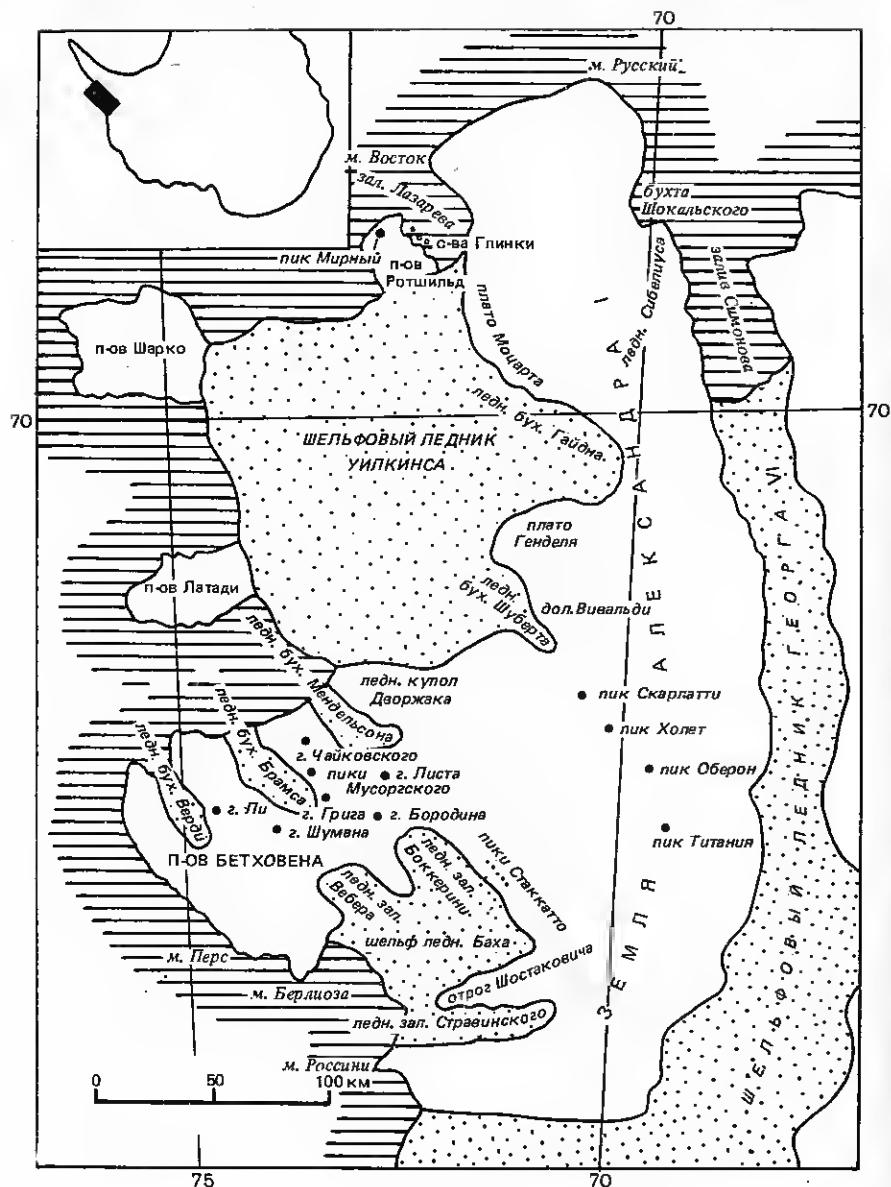 70
м. Русский
м. Восток
зал. Лазарева
бухта
Шокальского
о-ва Глинки
пик Мирный
п-ов
Ротшильд
залив Симонова
ледн. Сибелиуса
плато Моцарта
п-ов Шарко
70
70
ледн. бух. Гайдна
ШЕЛЬФОВЫЙ ЛЕДНИК
УИЛКИНСА
плато
Генделя
п-ов Латади
ледн.
бух. Шуберта
дол. Вивальди
ледн. бух. Мендельсона
ледн. купол
Дворжака
пик Скарлатти
пик Холет
ледн. бух. Верди
ледн. бух. Брамса
г. Чайковского
пики
Мусоргского
г. Листа
пик Оберон
г. Ли
г. Грига
г. Бородина
г. Шумана
пик Титания
П-ОВ БЕТХОВЕНА
ледн. зал.
Вебера
ледн. зал.
Боккерини
пики Стаккатто
шельф ледн. Баха
м. Перс
отрог Шостаковича
м. Берлиоза
ледн. зал. Стравинского
м. Россини
ЗЕМЛЯ АЛЕКСАНДРА I
ШЕЛЬФОВЫЙ ЛЕДНИК ГЕОРГА VI
0 50 100 км
75
70